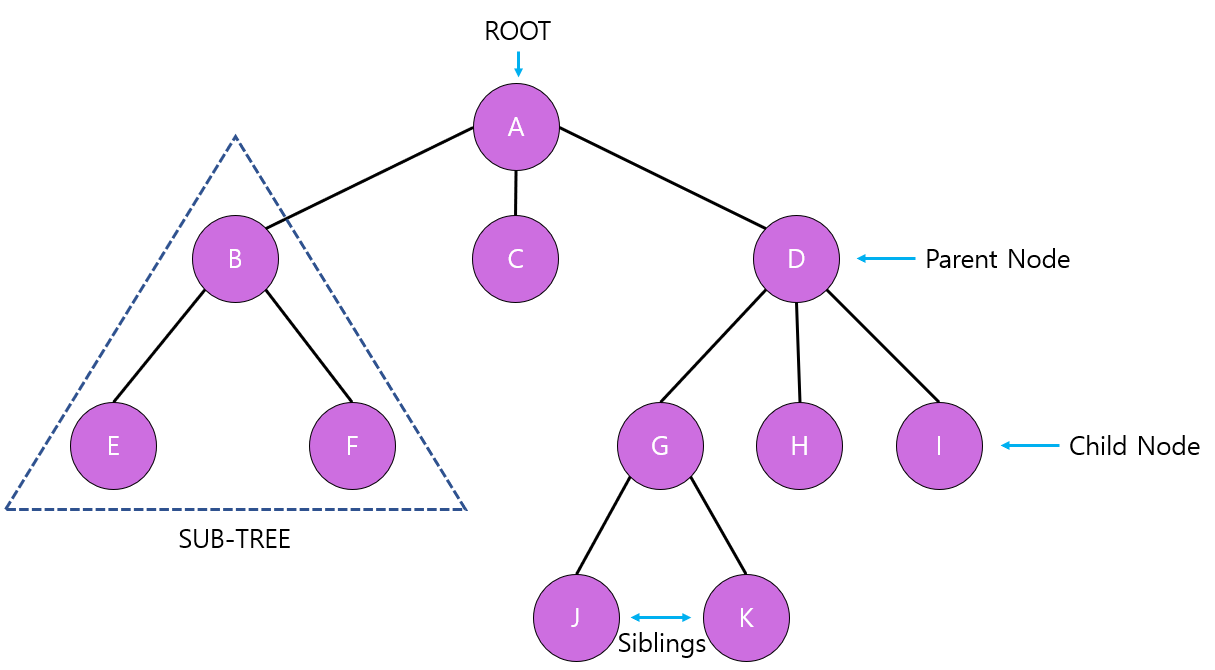 ROOT
A
B
C
D
Parent Node
E
F
G
H
I
Child Node
SUB-TREE
J
K
Siblings